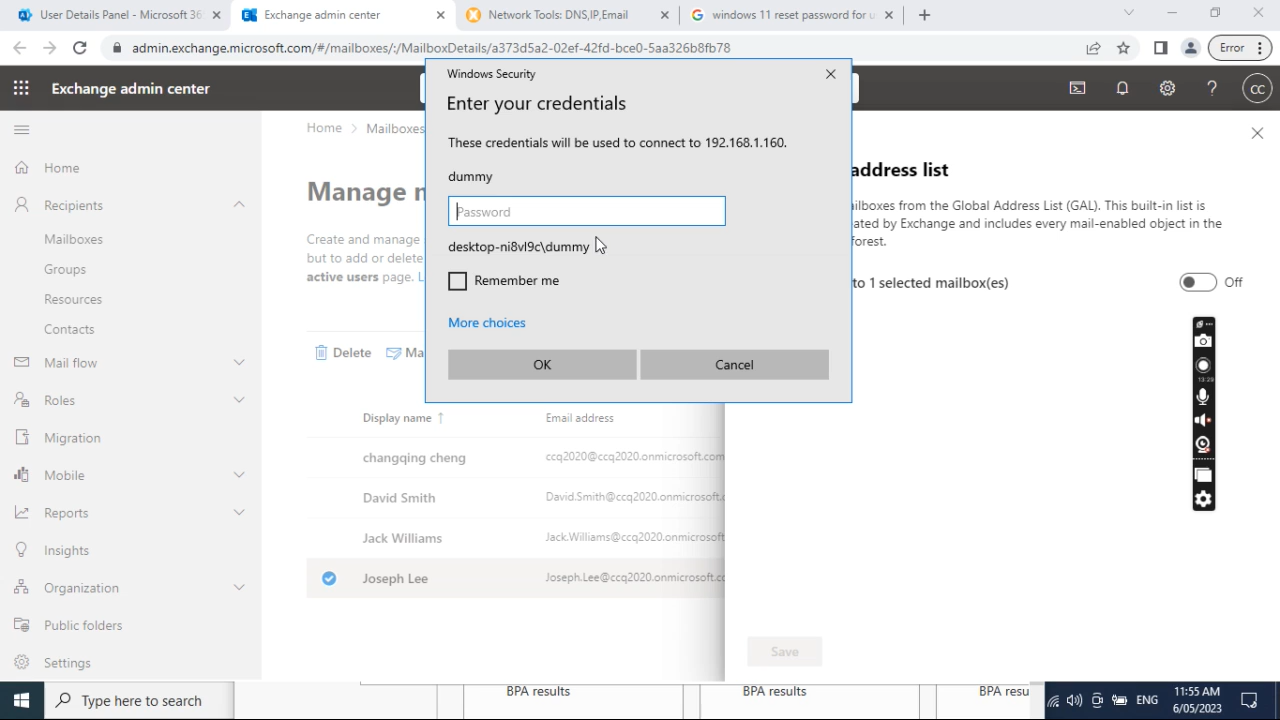 User Details Panel - Microsoft 36
Exchange admin center
Network Tools: DNS,IP,Email
windows 11 reset password for u
admin.exchange.microsoft.com/#/mailboxes/:/MailboxDetails/a373d5a2-02ef-42fd-bce0-5aa326b8fb78
Error
Exchange admin center
CC
Windows Security
Enter your credentials
These credentials will be used to connect to 192.168.1.160.
dummy
Password
desktop-ni8vl9c\dummy
Remember me
More choices
OK
Cancel
Home
Recipients
Mailboxes
Groups
Resources
Contacts
Mail flow
Roles
Migration
Mobile
Reports
Insights
Organization
Public folders
Settings
Home > Mailboxes
Manage
Create and manage
but to add or delete
active users page.
Delete
Ma
Display name ↑
Email address
changqing cheng
ccq2020@ccq2020.onmicrosoft.com
David Smith
David.Smith@ccq2020.onmicrosoft.
Jack Williams
Jack.Williams@ccq2020.onmicrosoft
Joseph Lee
Joseph.Lee@ccq2020.onmicrosoft.cc
address list
ilboxes from the Global Address List (GAL). This built-in list is
ated by Exchange and includes every mail-enabled object in the
forest.
to 1 selected mailbox(es)
Off
13:29
Save
BPA results
BPA results
BPA resu
Type here to search
ENG
11:55 AM
6/05/2023